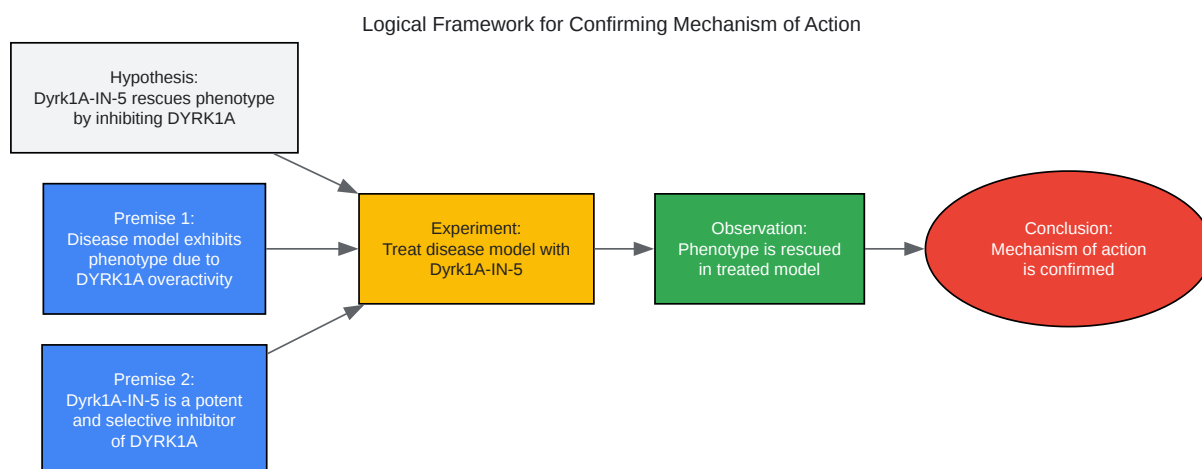 Logical Framework for Confirming Mechanism of Action
Hypothesis:
Dyrk1A-IN-5 rescues phenotype
by inhibiting DYRK1A
Premise 1:
Disease model exhibits
phenotype due to
DYRK1A overactivity
Premise 2:
Dyrk1A-IN-5 is a potent
and selective inhibitor
of DYRK1A
Experiment:
Treat disease model with
Dyrk1A-IN-5
Observation:
Phenotype is rescued
in treated model
Conclusion:
Mechanism of action
is confirmed